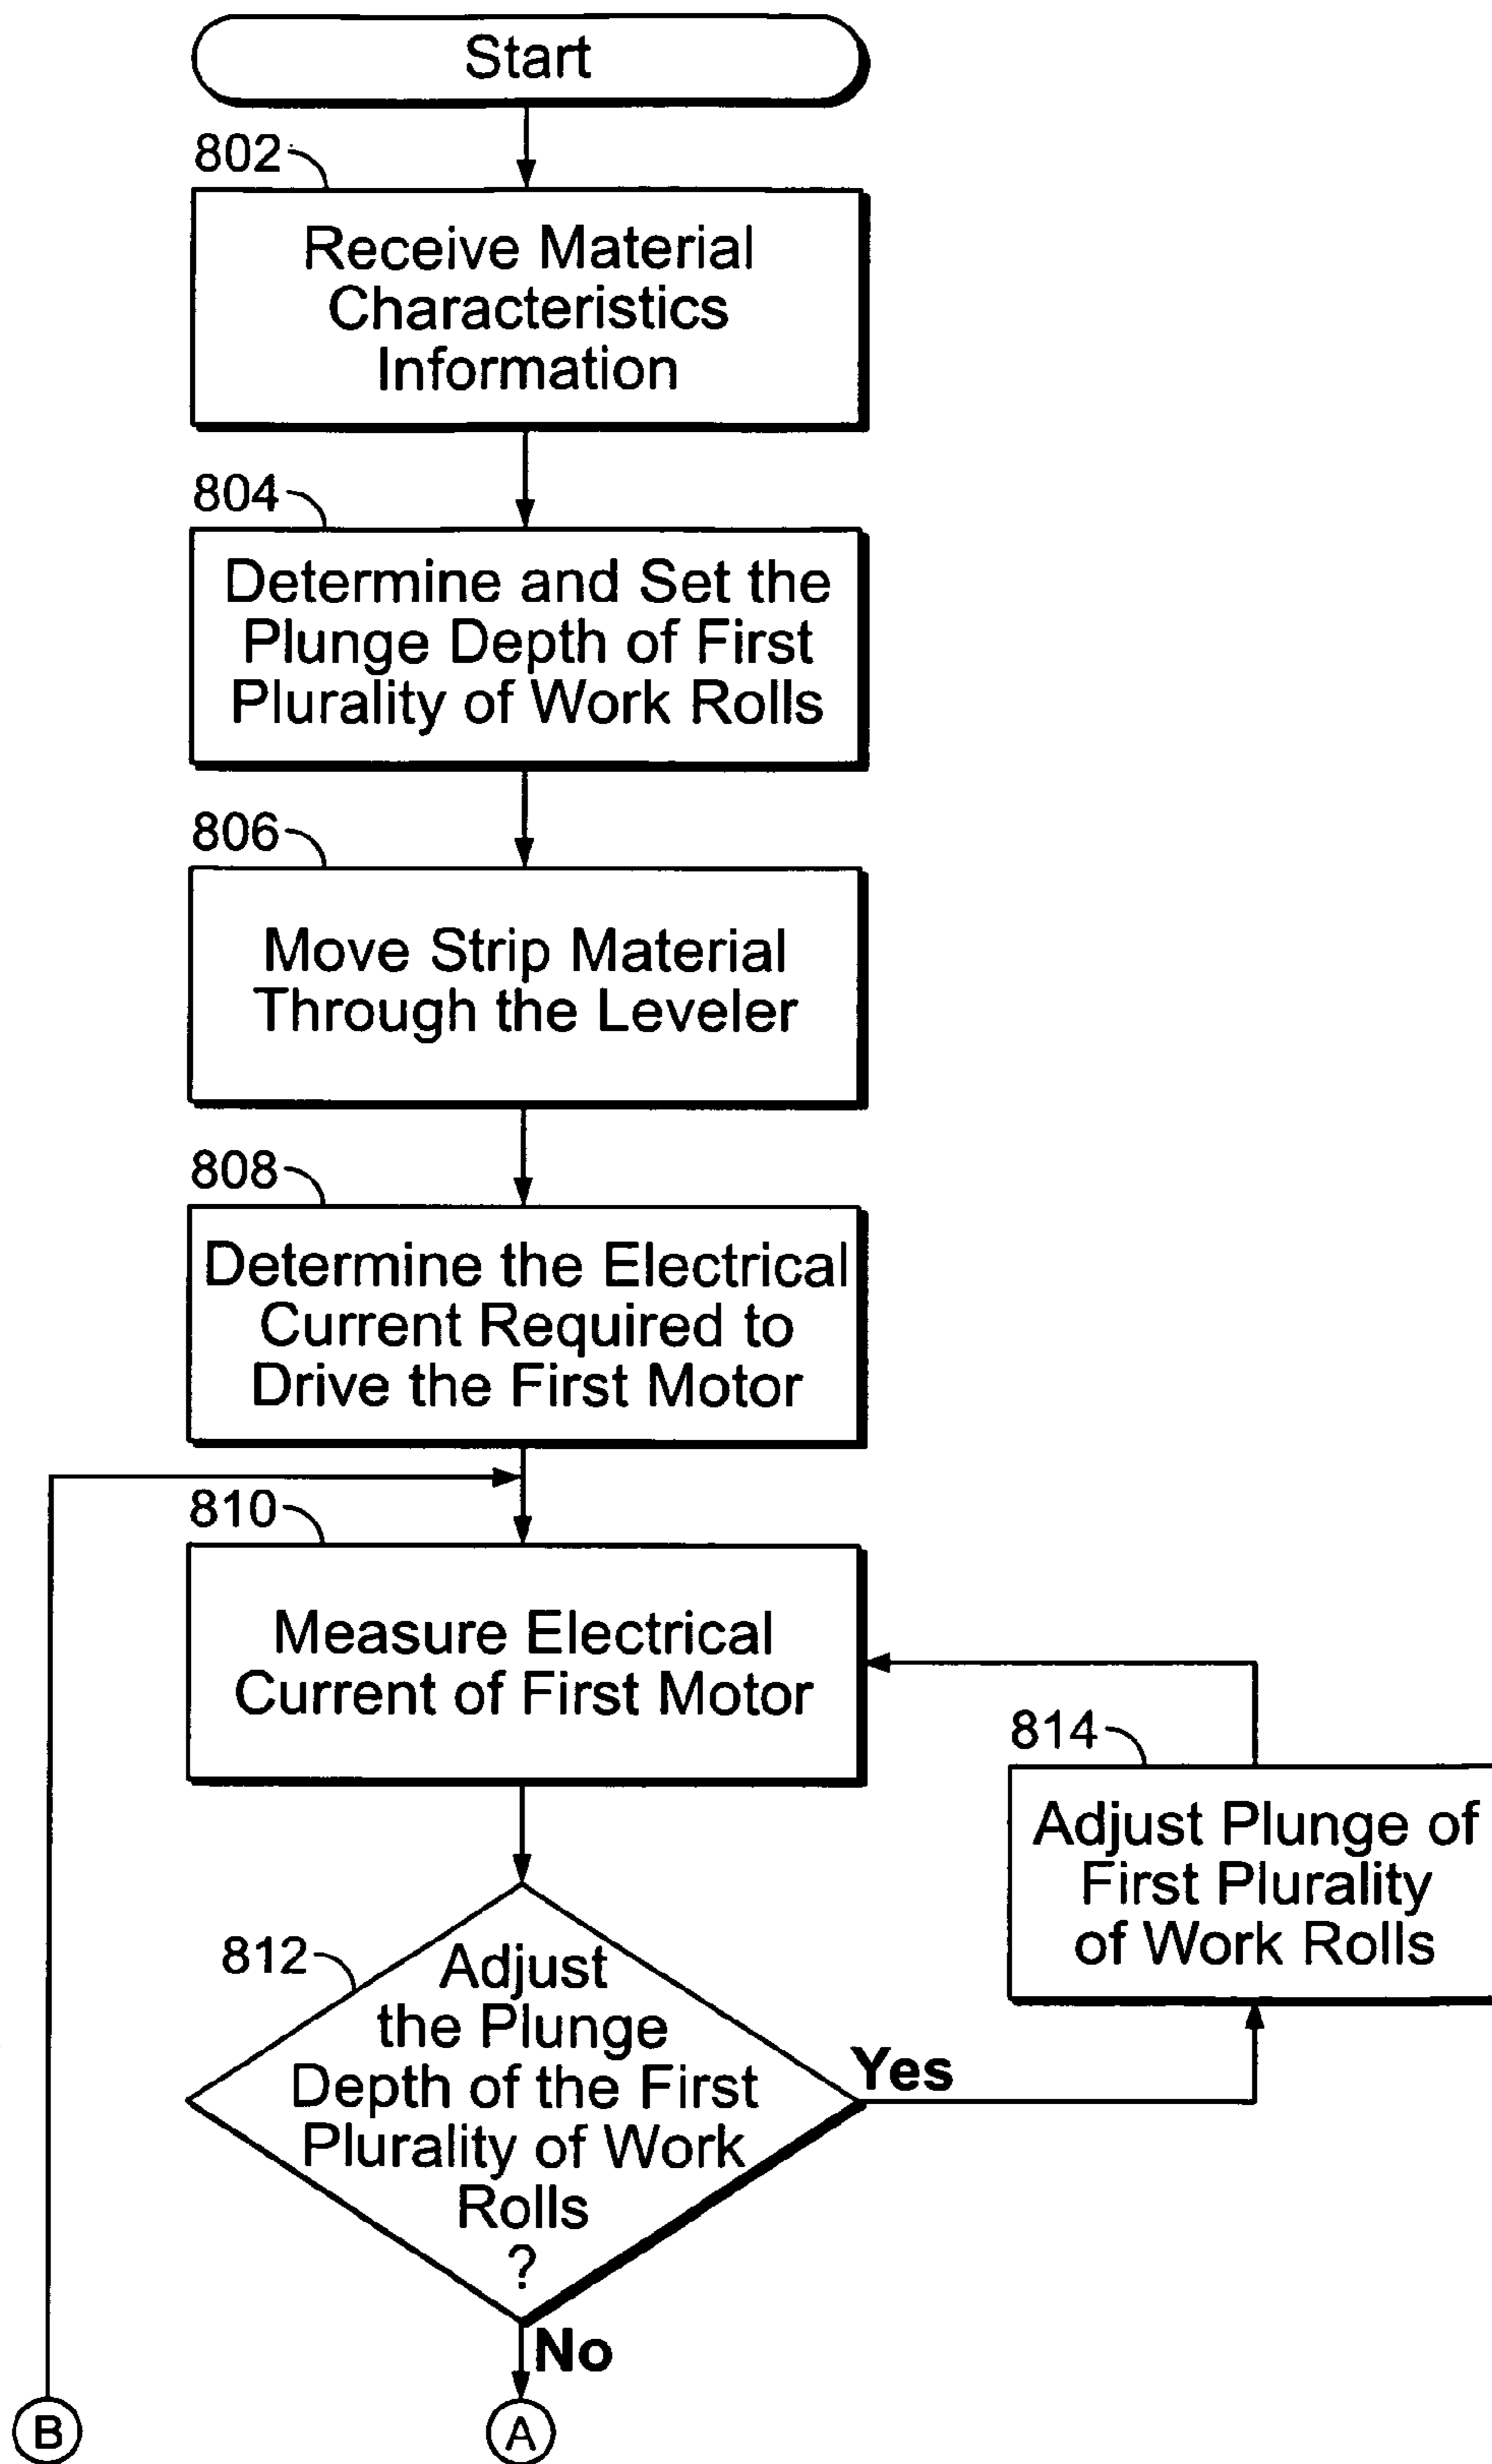 Start
802
Receive Material
Characteristics
Information
804
Determine and Set the
Plunge Depth of First
Plurality of Work Rolls
806
Move Strip Material
Through the Leveler
808
Determine the Electrical
Current Required to
Drive the First Motor
810
Measure Electrical
Current of First Motor
814
Adjust Plunge of
First Plurality
of Work Rolls
812
Adjust
the Plunge
Depth of the First
Plurality of Work
Rolls
?
Yes
No
B
A